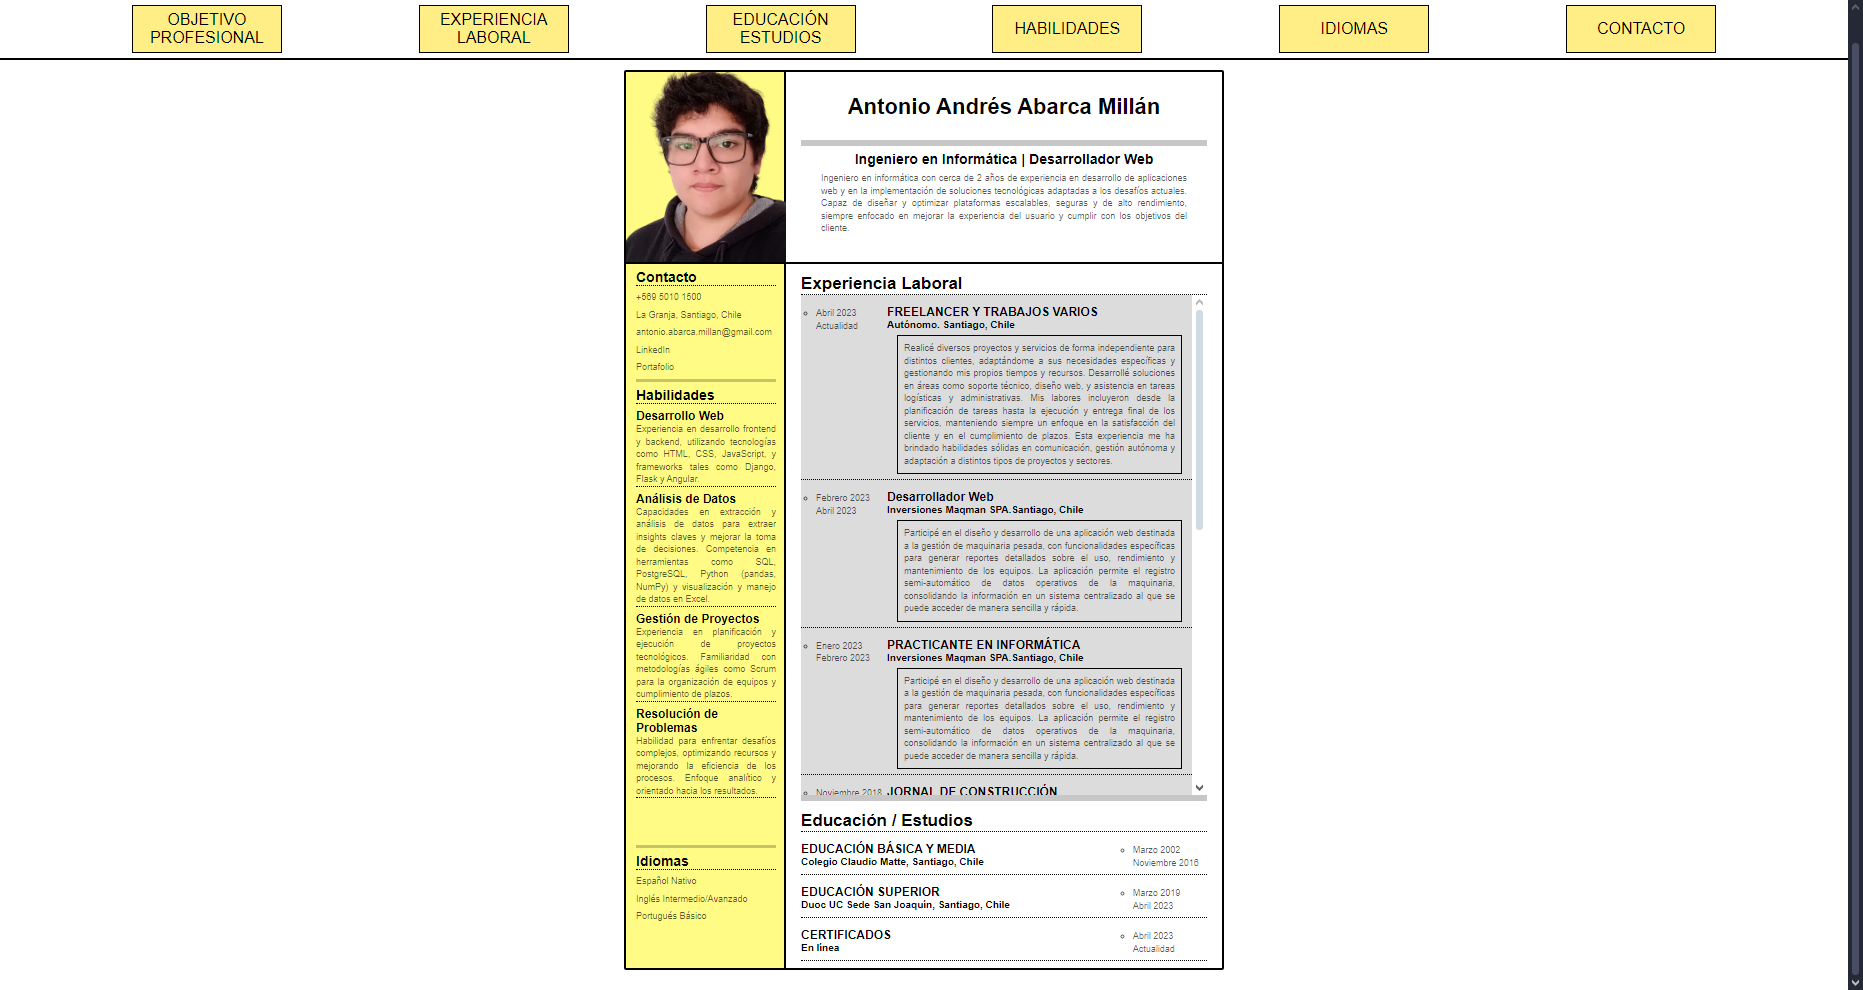 OBJETIVO
PROFESIONAL
EXPERIENCIA
LABORAL
EDUCACIÓN
ESTUDIOS
HABILIDADES
IDIOMAS
CONTACTO
Antonio Andrés Abarca Millán
Ingeniero en Informática | Desarrollador Web
Ingeniero en informática con cerca de 2 años de experiencia en desarrollo de aplicaciones
web y en la implementación de soluciones tecnológicas adaptadas a los desafíos actuales.
Capaz de diseñar y optimizar plataformas escalables, seguras y de alto rendimiento,
siempre enfocado en mejorar la experiencia del usuario y cumplir con los objetivos del
cliente.
Contacto
+569 5010 1500
La Granja, Santiago, Chile
antonio.abarca.millan@gmail.com
LinkedIn
Portafolio
Habilidades
Desarrollo Web
Experiencia en desarrollo frontend
y backend, utilizando tecnologías
como HTML, CSS, JavaScript, y
frameworks tales como Django,
Flask y Angular.
Análisis de Datos
Capacidades en extracción y
análisis de datos para extraer
insights claves y mejorar la toma
de decisiones. Competencia en
herramientas como SQL,
PostgreSQL, Python (pandas,
NumPy) y visualización y manejo
de datos en Excel.
Gestión de Proyectos
Experiencia en planificación y
ejecución de proyectos
tecnológicos. Familiaridad con
metodologías ágiles como Scrum
para la organización de equipos y
cumplimiento de plazos.
Resolución de
Problemas
Habilidad para enfrentar desafíos
complejos, optimizando recursos y
mejorando la eficiencia de los
procesos. Enfoque analítico y
orientado hacia los resultados.
Idiomas
Español Nativo
Inglés Intermedio/Avanzado
Portugués Básico
Experiencia Laboral
Abril 2023
Actualidad
FREELANCER Y TRABAJOS VARIOS
Autónomo. Santiago, Chile
Realicé diversos proyectos y servicios de forma independiente para
distintos clientes, adaptándome a sus necesidades específicas y
gestionando mis propios tiempos y recursos. Desarrollé soluciones
en áreas como soporte técnico, diseño web, y asistencia en tareas
logísticas y administrativas. Mis labores incluyeron desde la
planificación de tareas hasta la ejecución y entrega final de los
servicios, manteniendo siempre un enfoque en la satisfacción del
cliente y en el cumplimiento de plazos. Esta experiencia me ha
brindado habilidades sólidas en comunicación, gestión autónoma y
adaptación a distintos tipos de proyectos y sectores.
Febrero 2023
Abril 2023
Desarrollador Web
Inversiones Maqman SPA.Santiago, Chile
Participé en el diseño y desarrollo de una aplicación web destinada
a la gestión de maquinaria pesada, con funcionalidades específicas
para generar reportes detallados sobre el uso, rendimiento y
mantenimiento de los equipos. La aplicación permite el registro
semi-automático de datos operativos de la maquinaria,
consolidando la información en un sistema centralizado al que se
puede acceder de manera sencilla y rápida.
Enero 2023
Febrero 2023
PRACTICANTE EN INFORMÁTICA
Inversiones Maqman SPA.Santiago, Chile
Participé en el diseño y desarrollo de una aplicación web destinada
a la gestión de maquinaria pesada, con funcionalidades específicas
para generar reportes detallados sobre el uso, rendimiento y
mantenimiento de los equipos. La aplicación permite el registro
semi-automático de datos operativos de la maquinaria,
consolidando la información en un sistema centralizado al que se
puede acceder de manera sencilla y rápida.
Noviembre 2018
JORNAL DE CONSTRUCCIÓN
Educación / Estudios
EDUCACIÓN BÁSICA Y MEDIA
Colegio Claudio Matte, Santiago, Chile
Marzo 2002
Noviembre 2016
EDUCACIÓN SUPERIOR
Duoc UC Sede San Joaquín, Santiago, Chile
Marzo 2019
Abril 2023
CERTIFICADOS
En línea
Abril 2023
Actualidad